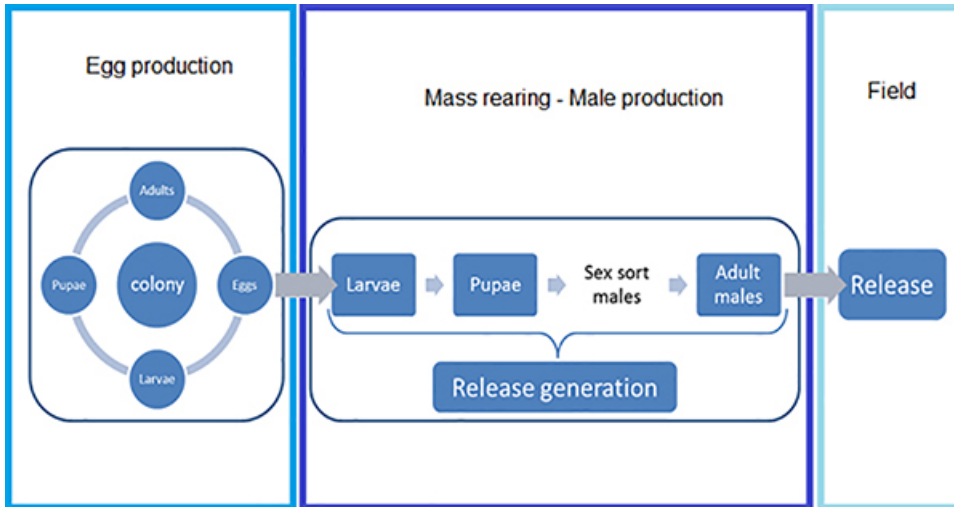 Egg production
Adults
Pupae
colony
Eggs
Larvae
Mass rearing - Male production
Larvae
Pupae
Sex sort
males
Adult
males
Release generation
Field
Release